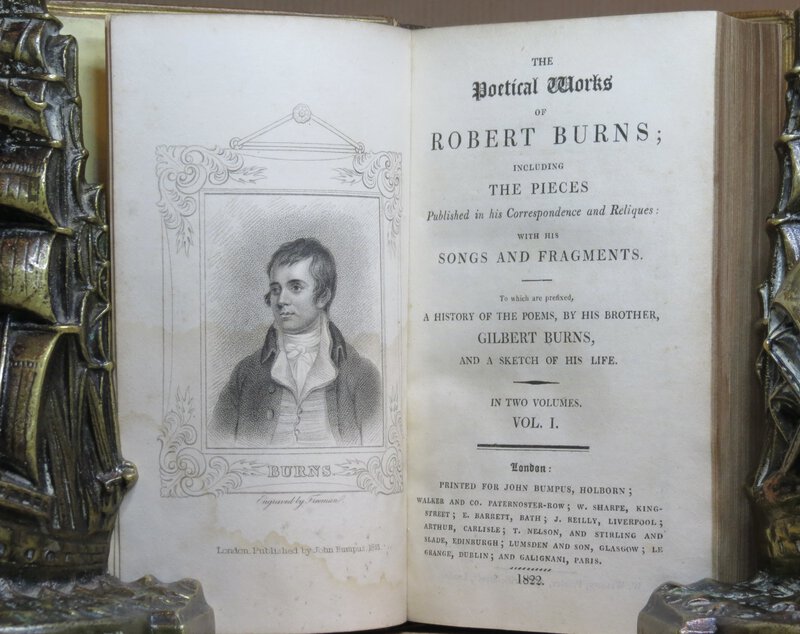 BURNS.
Engraved by Freeman.
London. Published by John Bumpus
THE
Poetical Works
OF
ROBERT BURNS;
INCLUDING
THE PIECES
Published in his Correspondence and Reliques:
WITH HIS
SONGS AND FRAGMENTS.
To which are prefixed,
A HISTORY OF THE POEMS, BY HIS BROTHER,
GILBERT BURNS,
AND A SKETCH OF HIS LIFE.
IN TWO VOLUMES.
VOL. I.
London:
PRINTED FOR JOHN BUMPUS, HOLBORN;
WALKER AND CO. PATERNOSTER-ROW; W. SHARPE, KING-
STREET; E. BARRETT, BATH; J. REILLY, LIVERPOOL;
ARTHUR, CARLISLE; T. NELSON, AND STIRLING AND
SLADE, EDINBURGH; LUMSDEN AND SON, GLASGOW; LE
GRANGE, DUBLIN; AND GALIGNANI, PARIS.
1822.